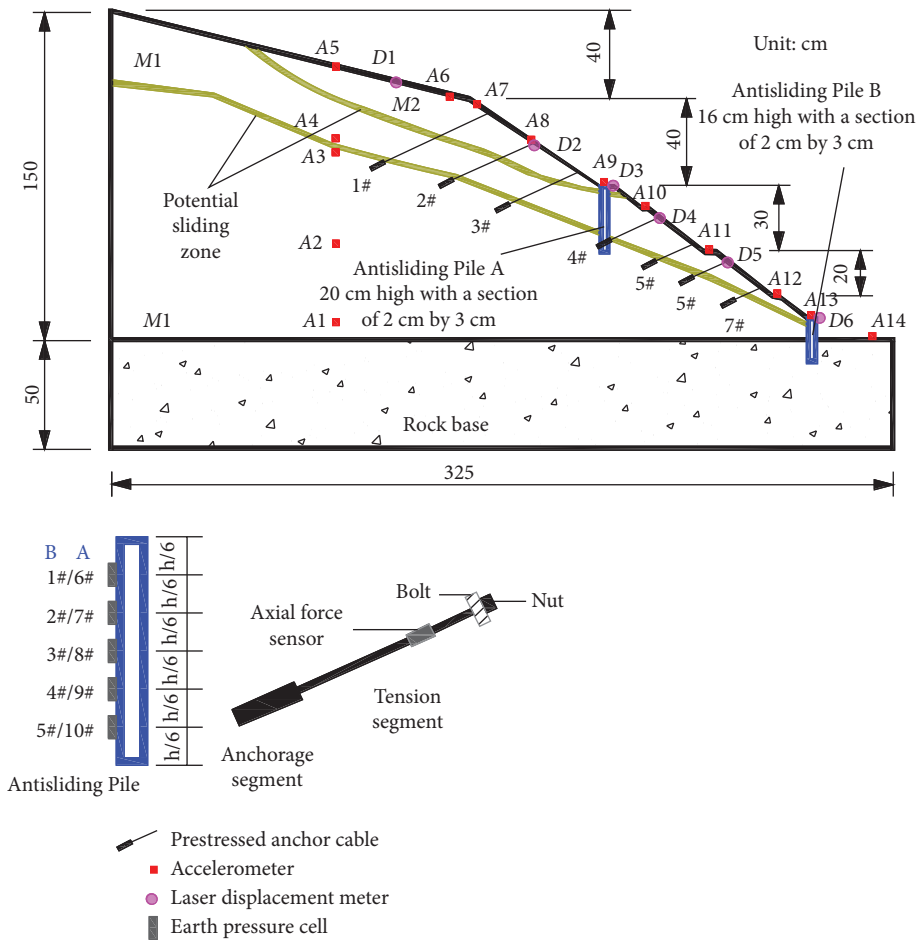 A5
D1
40
Unit: cm
M1
A6
A7
Antisliding Pile B
16 cm high with a section
of 2 cm by 3 cm
M2
A4
A8
D2
40
A3
150
A9
D3
Potential
sliding
zone
1#
2#
A10
3#
D4
30
A2
4#
A11
Antisliding Pile A
20 cm high with a section
of 2 cm by 3 cm
5#
D5
20
5#
A12
7#
A13
M1
A1
D6
A14
50
Rock base
325
B A
1#/6#
2#/7#
3#/8#
4#/9#
5#/10#
h/6
h/6
h/6
h/6
h/6
h/6
Antisliding Pile
Bolt
Nut
Axial force
sensor
Tension
segment
Anchorage
segment
Prestressed anchor cable
Accelerometer
Laser displacement meter
Earth pressure cell